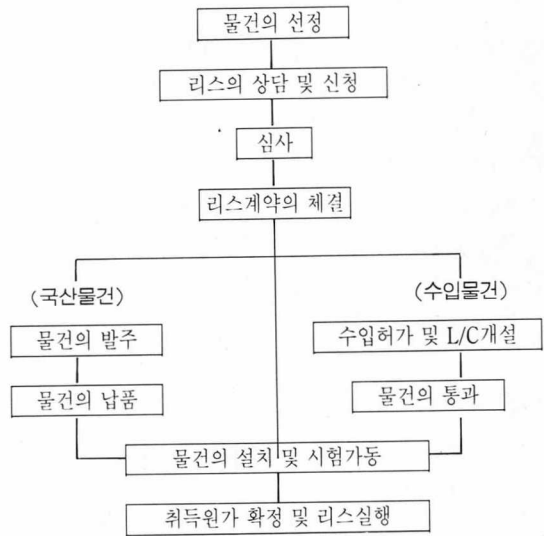 물건의 선정
리스의 상담 및 신청
심사
리스계약의 체결
(국산물건)
(수입물건)
물건의 발주
수입허가 및 L/C개설
물건의 납품
물건의 통과
물건의 설치 및 시험가동
취득원가 확정 및 리스실행